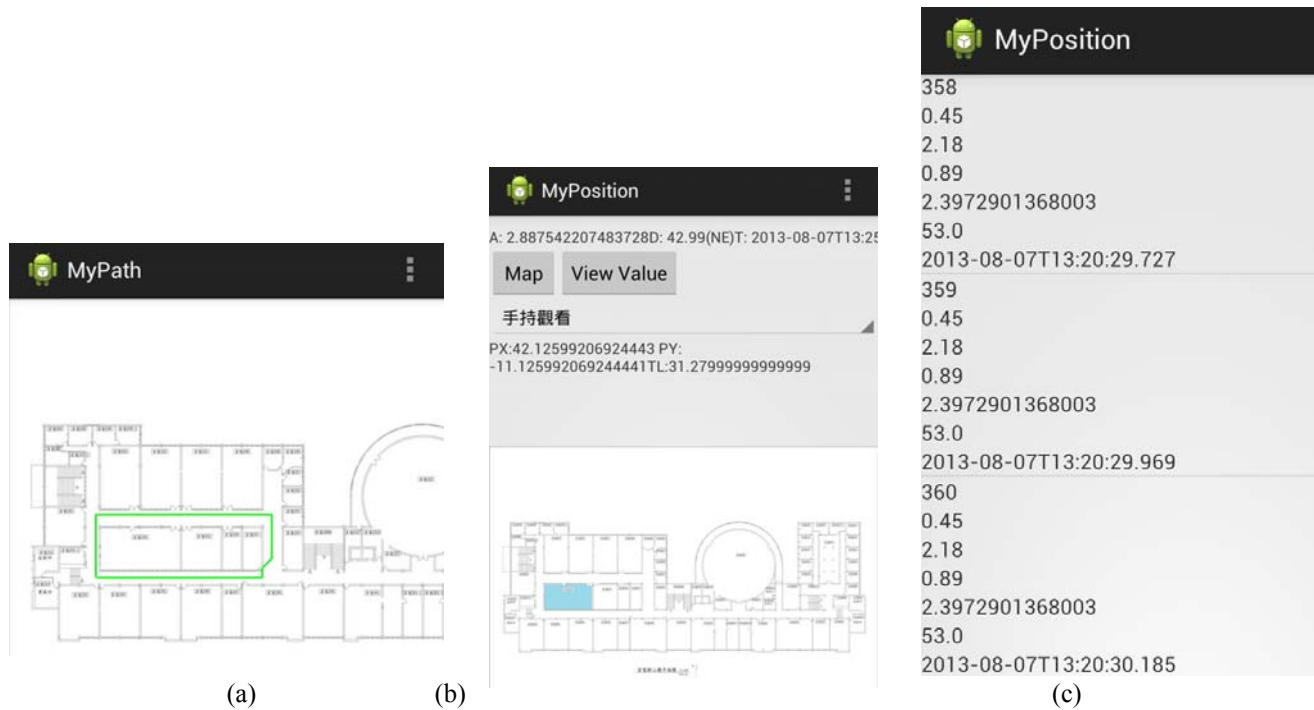 MyPath
(a)
MyPosition
A: 2.887542207483728D: 42.99(NE)T: 2013-08-07T13:25
Map View Value
手持觀看
PX:42.12599206924443 PY:
-11.125992069244441TL:31.27999999999999
(b)
MyPosition
358
0.45
2.18
0.89
2.3972901368003
53.0
2013-08-07T13:20:29.727
359
0.45
2.18
0.89
2.3972901368003
53.0
2013-08-07T13:20:29.969
360
0.45
2.18
0.89
2.3972901368003
53.0
2013-08-07T13:20:30.185
(c)